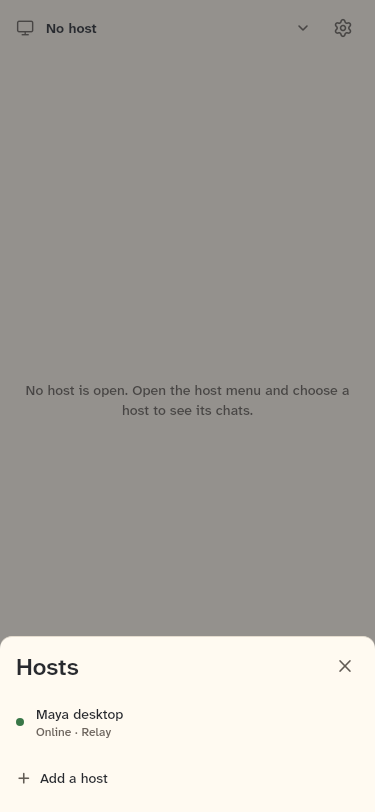 No host
No host is open. Open the host menu and choose a
host to see its chats.
Hosts
Maya desktop
Online · Relay
Add a host